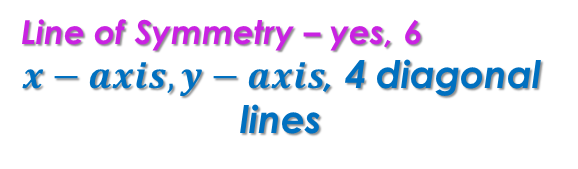 Line of Symmetry – yes, 6
x − axis, y − axis, 4 diagonal
lines